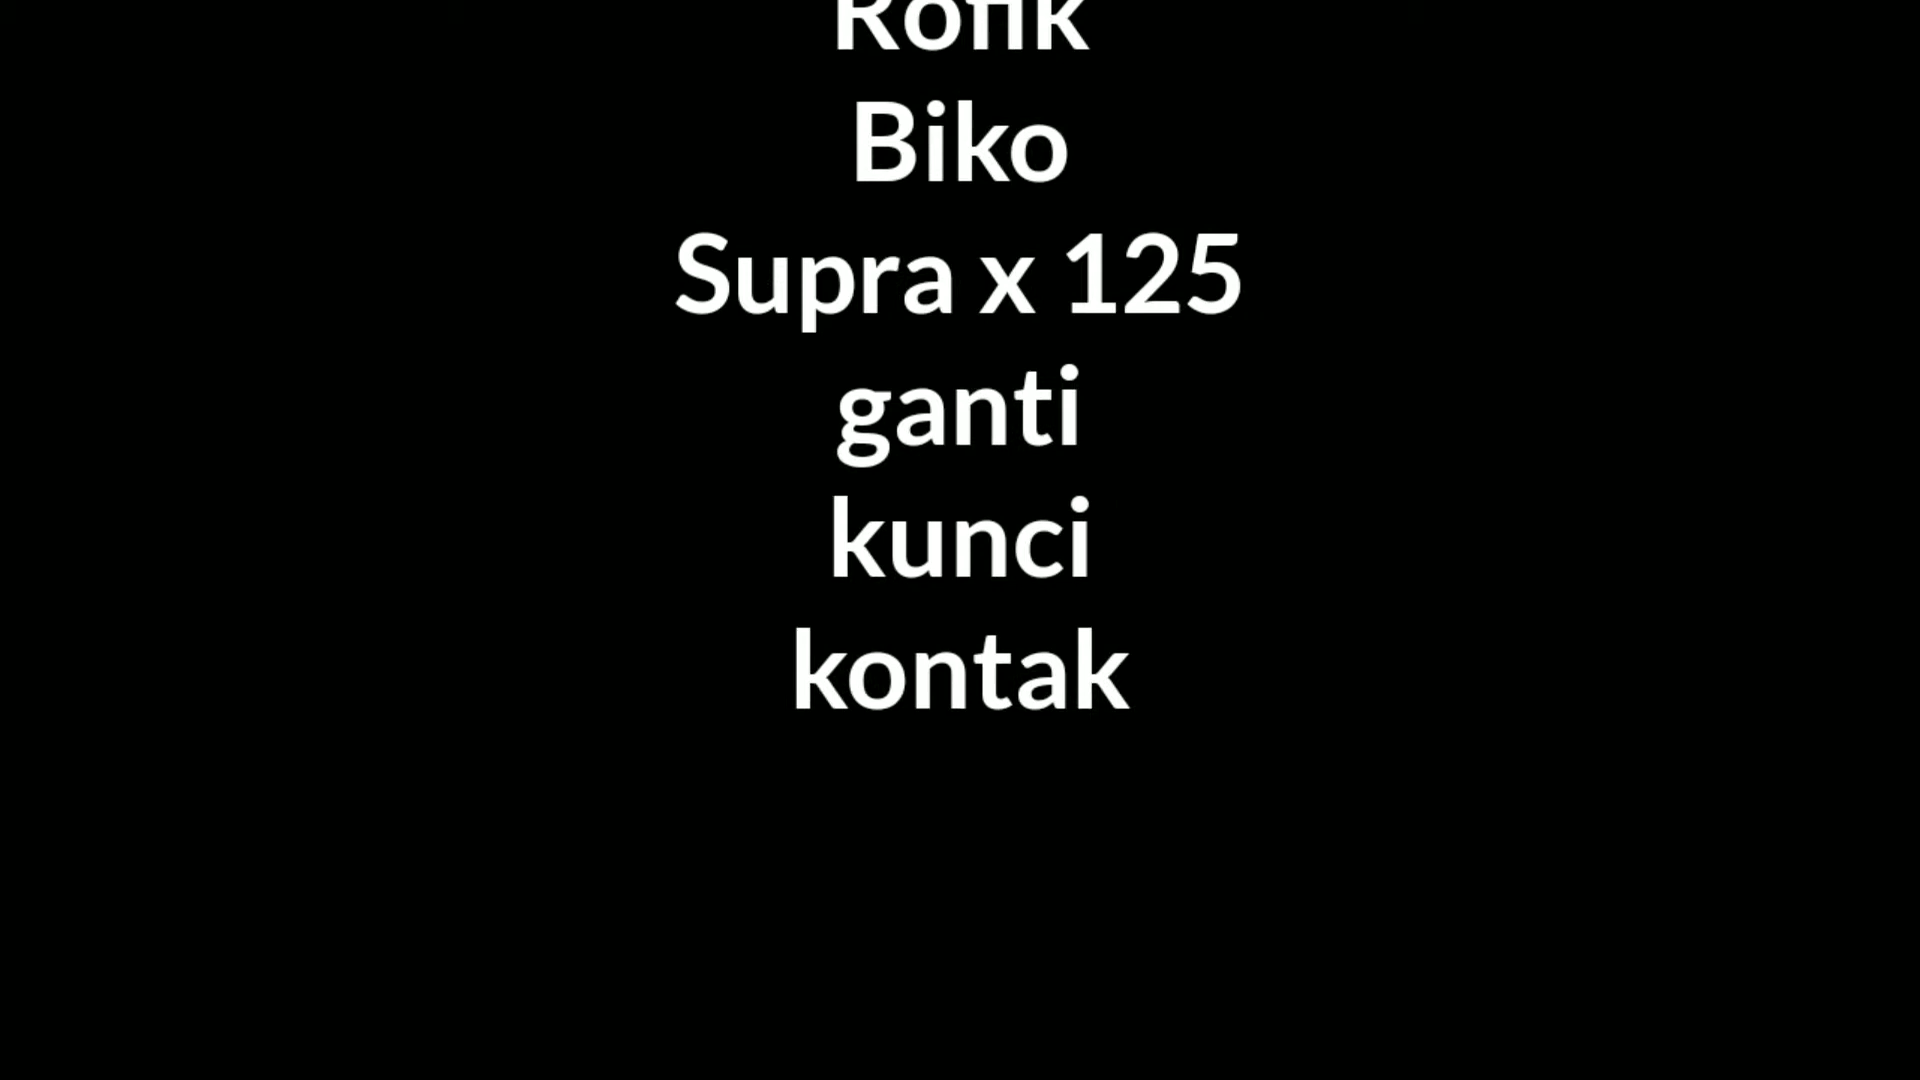 Rofik
Biko
Supra x 125
ganti
kunci
kontak